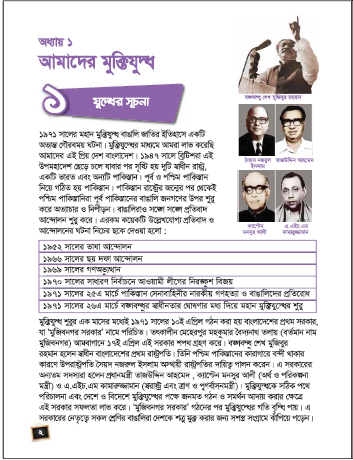 অধ্যায় ১
আমাদের মুক্তিযুদ্ধ
১ যুদ্ধের সূচনা
বঙ্গবন্ধু শেখ মুজিবুর রহমান
সৈয়দ নজরুল ইসলাম
তাজউদ্দিন আহমেদ
ক্যাপ্টেন মনসুর আলী
এ.এইচ.এম কামারুজ্জামান
১৯৭১ সালের মহান মুক্তিযুদ্ধ বাঙালি জাতির ইতিহাসে একটি
অত্যন্ত গৌরবময় ঘটনা। মুক্তিযুদ্ধের মাধ্যমে আমরা লাভ করেছি
আমাদের এই প্রিয় দেশ বাংলাদেশ। ১৯৪৭ সালে ব্রিটিশরা এই
উপমহাদেশ ছেড়ে চলে যাবার পর সৃষ্টি হয় দুটি স্বাধীন রাষ্ট্র,
একটি ভারত এবং অন্যটি পাকিস্তান। পূর্ব ও পশ্চিম পাকিস্তান
নিয়ে গঠিত হয় পাকিস্তান। পাকিস্তান রাষ্ট্রের জন্মের পর থেকেই
পশ্চিম পাকিস্তানিরা পূর্ব পাকিস্তানের বাঙালি জনগণের উপর শুরু
করে অত্যাচার ও নিপীড়ন। বাঙালিরাও সঙ্গে সঙ্গে প্রতিবাদ
আন্দোলন শুরু করে। এরকম কয়েকটি উল্লেখযোগ্য প্রতিবাদ ও
আন্দোলনের ঘটনা নিচের ছকে দেওয়া হলো :
১৯৫২ সালের ভাষা আন্দোলন
১৯৬৬ সালের ছয় দফা আন্দোলন
১৯৬৯ সালের গণঅভ্যুত্থান
১৯৭০ সালের সাধারণ নির্বাচনে আওয়ামী লীগের নিরঙ্কুশ বিজয়
১৯৭১ সালের ২৫এ মার্চে পাকিস্তান সেনাবাহিনীর নারকীয় গণহত্যা ও বাঙালিদের প্রতিরোধ
১৯৭১ সালের ২৬এ মার্চে বঙ্গবন্ধুর স্বাধীনতার ঘোষণার মধ্য দিয়ে মহান মুক্তিযুদ্ধের শুরু
মুক্তিযুদ্ধ শুরুর এক মাসের মধ্যেই ১৯৭১ সালের ১০ই এপ্রিল গঠন করা হয় বাংলাদেশের প্রথম সরকার,
যা 'মুজিবনগর সরকার' নামে পরিচিত। তৎকালীন মেহেরপুর মহকুমার বৈদ্যনাথ তলায় (বর্তমান নাম
মুজিবনগর) আমবাগানে ১৭ই এপ্রিল এই সরকার শপথ গ্রহণ করে। বঙ্গবন্ধু শেখ মুজিবুর
রহমান হলেন স্বাধীন বাংলাদেশের প্রথম রাষ্ট্রপতি। তিনি পশ্চিম পাকিস্তানের কারাগারে বন্দী থাকার
কারণে উপরাষ্ট্রপতি সৈয়দ নজরুল ইসলাম অস্থায়ী রাষ্ট্রপতির দায়িত্ব পালন করেন। এ সরকারের
অন্যতম সদস্যরা হলেন প্রধানমন্ত্রী তাজউদ্দিন আহমেদ, ক্যাপ্টেন মনসুর আলী (অর্থ ও পরিকল্পনা
মন্ত্রী) ও এ.এইচ.এম কামারুজ্জামান (স্বরাষ্ট্র এবং ত্রাণ ও পুনর্বাসনমন্ত্রী)। মুক্তিযুদ্ধকে সঠিক পথে
পরিচালনা এবং দেশে ও বিদেশে মুক্তিযুদ্ধের পক্ষে জনমত গঠন ও সমর্থন আদায় করার ক্ষেত্রে
এই সরকার সফলতা লাভ করে। 'মুজিবনগর সরকার' গঠনের পর মুক্তিযুদ্ধের গতি বৃদ্ধি পায়। এ
সরকারের নেতৃত্বে সকল শ্রেণির বাঙালিরা দেশকে শত্রু মুক্ত করার জন্য সশস্ত্র সংগ্রামে ঝাঁপিয়ে পড়েন।
২